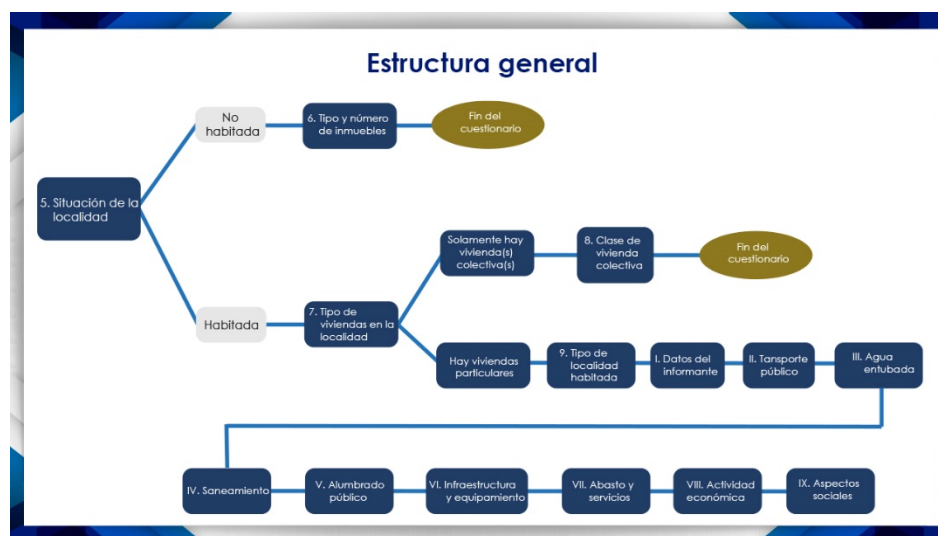 Estructura general
No
habitada
6. Tipo y número
de inmuebles
Fin del
cuestionario
5. Situación de la
localidad
Solamente hay
vivienda(s)
colectiva(s)
8. Clase de
vivienda
colectiva
Fin del
cuestionario
Habitada
7. Tipo de
viviendas en la
localidad
Hay viviendas
particulares
9. Tipo de
localidad
habitada
I. Datos del
informante
II. Tansporte
público
III. Agua
entubada
IV. Saneamiento
V. Alumbrado
público
VI. Infraestructura
y equipamiento
VII. Abasto y
servicios
VIII. Actividad
económica
IX. Aspectos
sociales